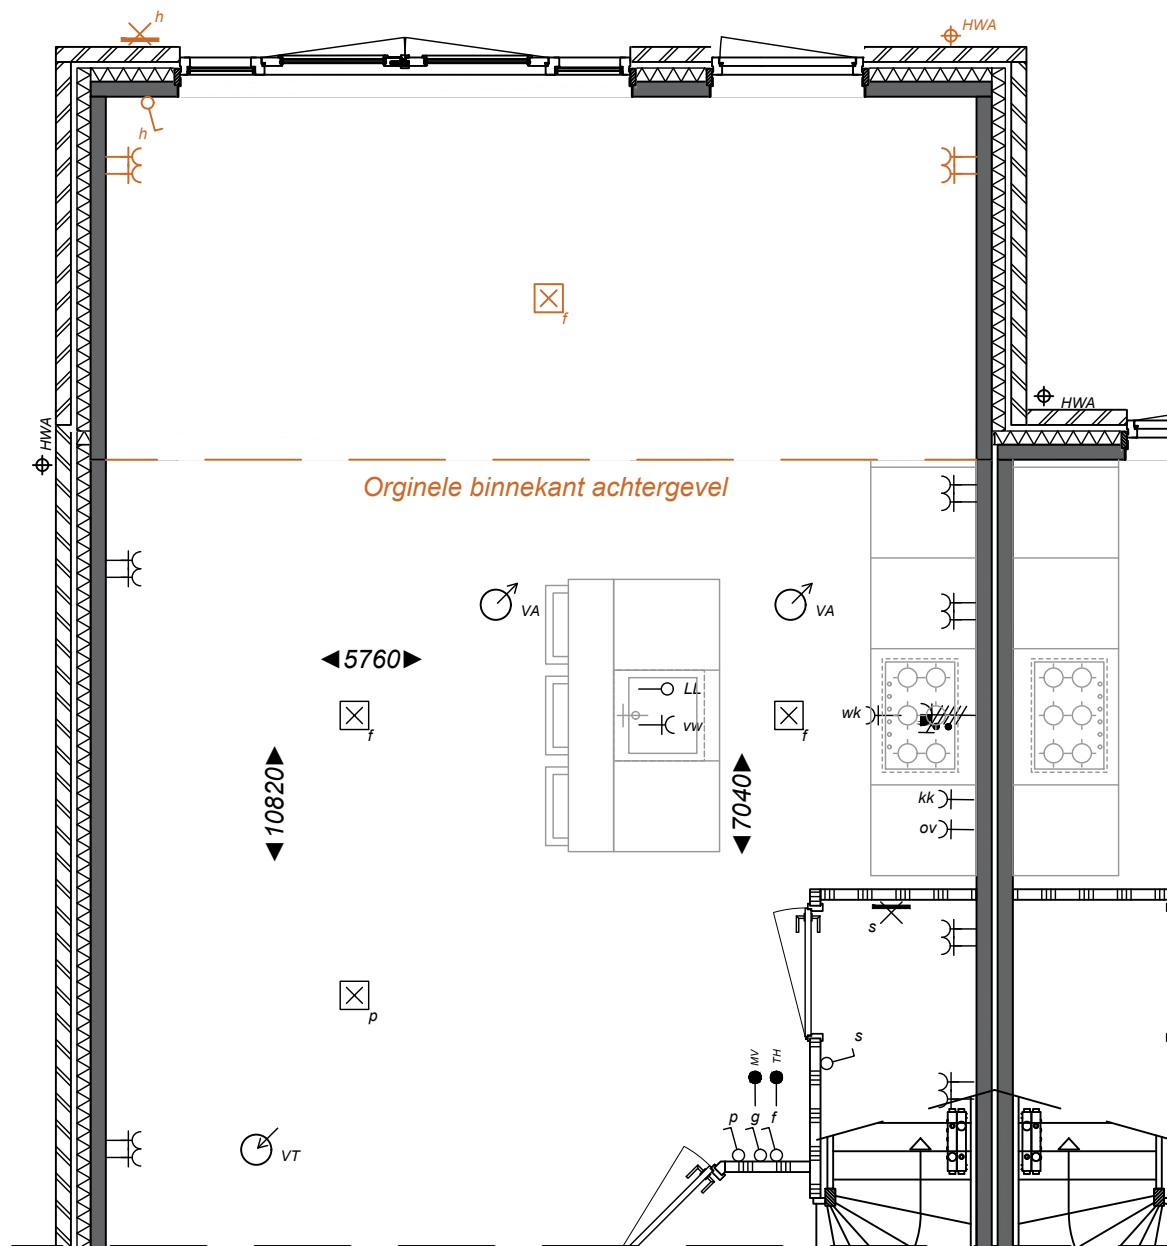 h
HWA
h
f
HWA
HWA
Orginele binnekant achtergevel
VA
VA
5760
LL
vw
wk
f
f
10820
7040
kk
ov
s
p
s
MV
TH
p
g
f
VT